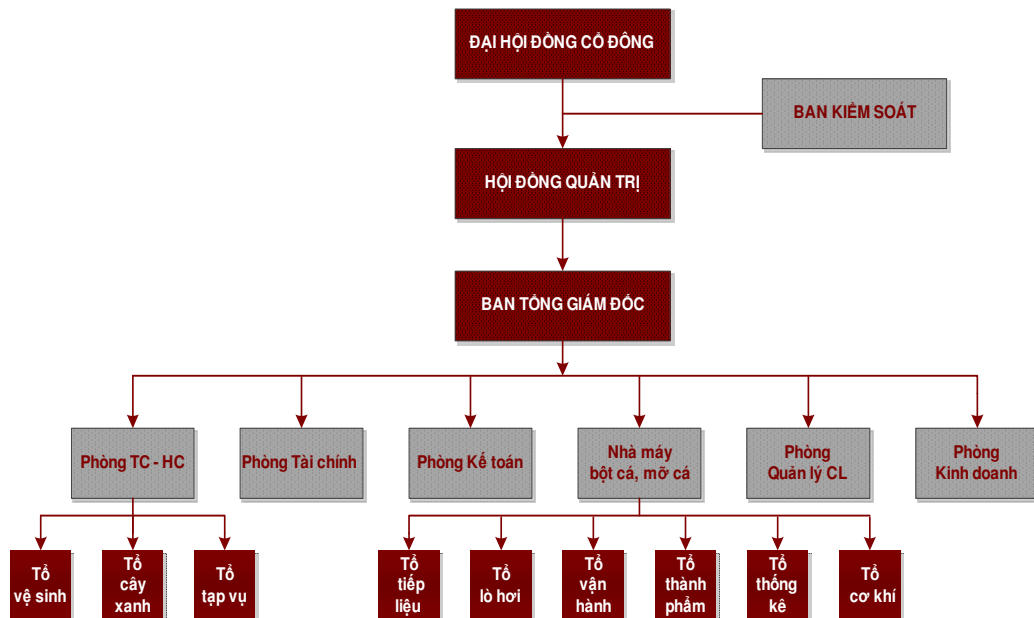 ĐẠI HỘI ĐỒNG CỔ ĐÔNG
BAN KIỂM SOÁT
HỘI ĐỒNG QUẢN TRỊ
BAN TỔNG GIÁM ĐỐC
Phòng TC - HC
Phòng Tài chính
Phòng Kế toán
Nhà máy
bột cá, mỡ cá
Phòng
Quản lý CL
Phòng
Kinh doanh
Tổ
vệ sinh
Tổ
cây
xanh
Tổ
tạp vụ
Tổ
tiếp
liệu
Tổ
lò hơi
Tổ
vận
hành
Tổ
thành
phẩm
Tổ
thống
kê
Tổ
cơ khí